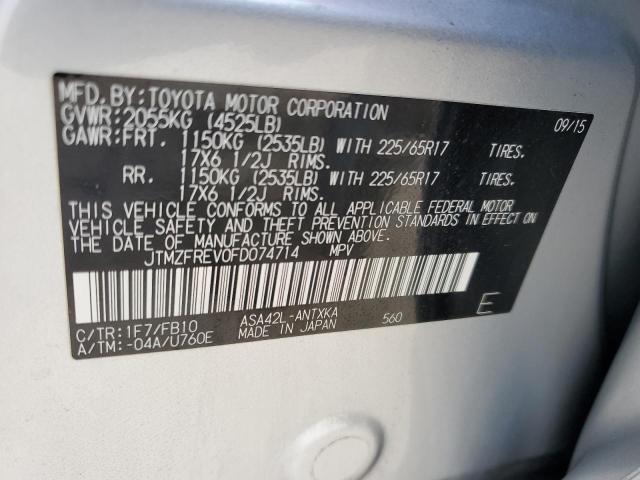 MFD. BY: TOYOTA MOTOR CORPORATION 09/15
GVWR: 2055KG (4525LB)
GAWR: FRT. 1150KG (2535LB) WITH 225/65R17 TIRES.
17X6 1/2J RIMS.
RR. 1150KG (2535LB) WITH 225/65R17 TIRES.
17X6 1/2J RIMS.
THIS VEHICLE CONFORMS TO ALL APPLICABLE FEDERAL MOTOR
VEHICLE SAFETY AND THEFT PREVENTION STANDARDS IN EFFECT ON
THE DATE OF MANUFACTURE SHOWN ABOVE.
JTMZFREV0FD074714 MPV
C/TR: 1F7/FB10 ASA42L-ANTXKA 560 E
A/TM: -04A/U760E MADE IN JAPAN